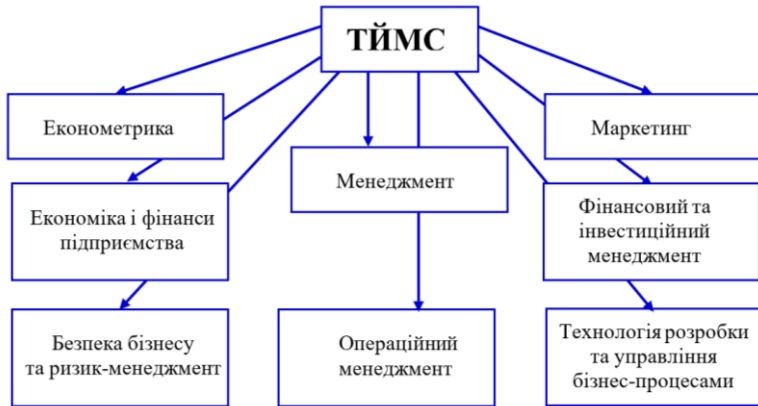 ТЙМС
Економетрика
Маркетинг
Менеджмент
Економіка і фінанси
підприємства
Фінансовий та
інвестиційний
менеджмент
Безпека бізнесу
та ризик-менеджмент
Операційний
менеджмент
Технологія розробки
та управління
бізнес-процесами